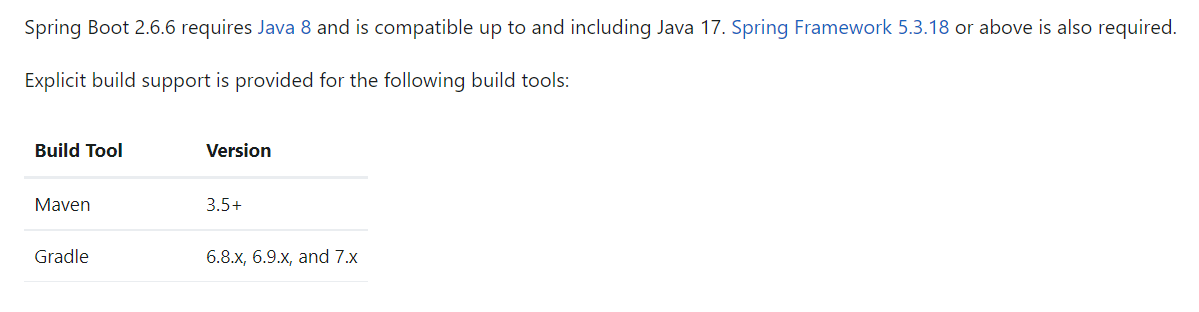 Spring Boot 2.6.6 requires Java 8 and is compatible up to and including Java 17. Spring Framework 5.3.18 or above is also required.
Explicit build support is provided for the following build tools:
Build Tool Version
Maven 3.5+
Gradle 6.8.x, 6.9.x, and 7.x